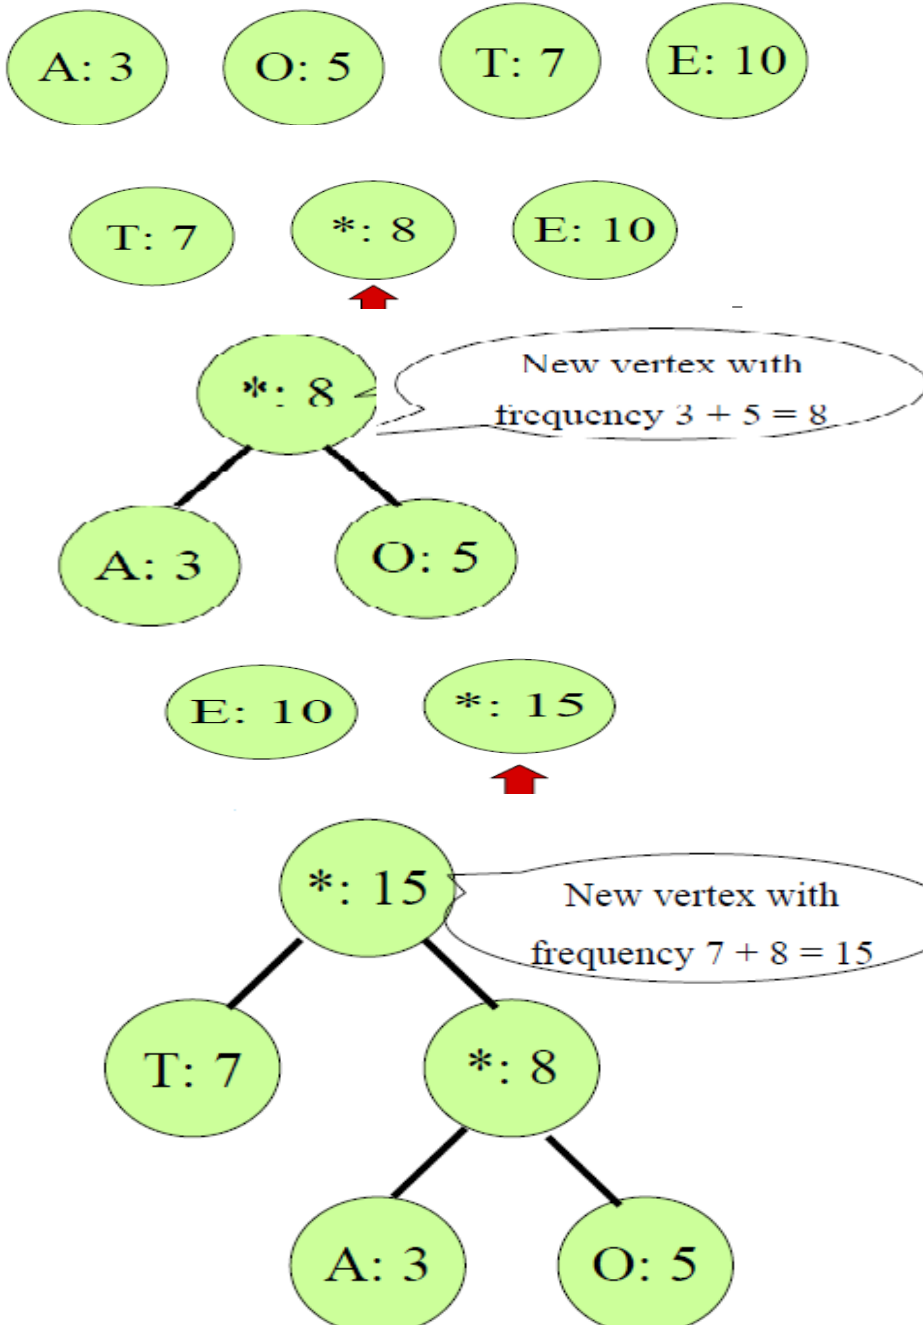 A: 3 O: 5 T: 7 E: 10
T: 7 *: 8 E: 10
*: 8
New vertex with
frequency 3 + 5 = 8
A: 3 O: 5
E: 10 *: 15
*: 15
New vertex with
frequency 7 + 8 = 15
T: 7 *: 8
A: 3 O: 5